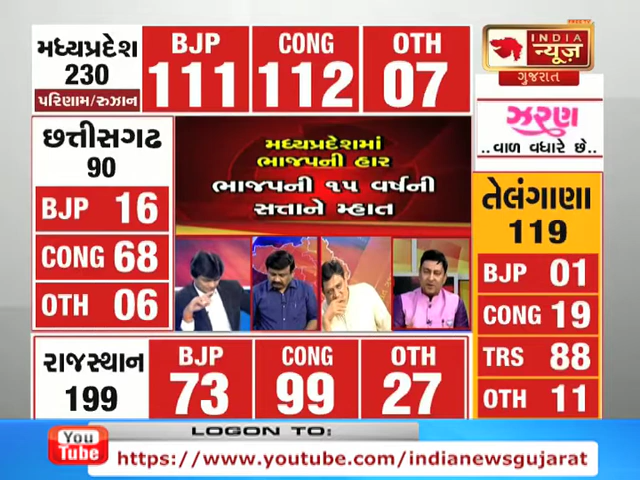 મધ્યપ્રદેશ
230
પરિણામ/રુઝાન
BJP
111
CONG
112
OTH
07
INDIA
ન્યૂઝ
ગુજરાત
ઝરણ
..વાળ વધારે છે..
છત્તીસગઢ
90
BJP 16
CONG 68
OTH 06
મધ્યપ્રદેશમાં
ભાજપની હાર
ભાજપની ૧૫ વર્ષની
સત્તાને મ્હાત
તેલંગાણા
119
BJP 01
CONG 19
TRS 88
OTH 11
રાજસ્થાન
199
BJP
73
CONG
99
OTH
27
You
Tube
LOGON TO:
https://www.youtube.com/indianewsgujarat